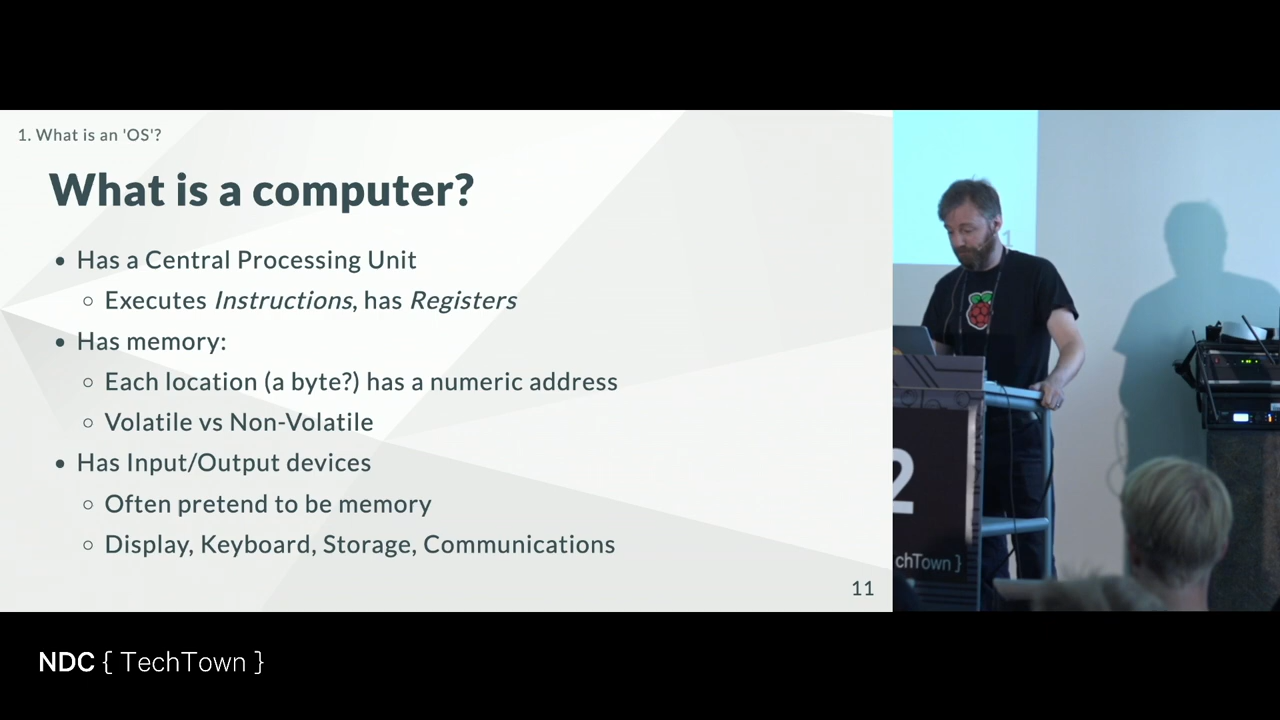 1. What is an 'OS'?
What is a computer?
• Has a Central Processing Unit
◦ Executes Instructions, has Registers
• Has memory:
◦ Each location (a byte?) has a numeric address
◦ Volatile vs Non-Volatile
• Has Input/Output devices
◦ Often pretend to be memory
◦ Display, Keyboard, Storage, Communications
11
1
2
chTown }
NDC { TechTown }